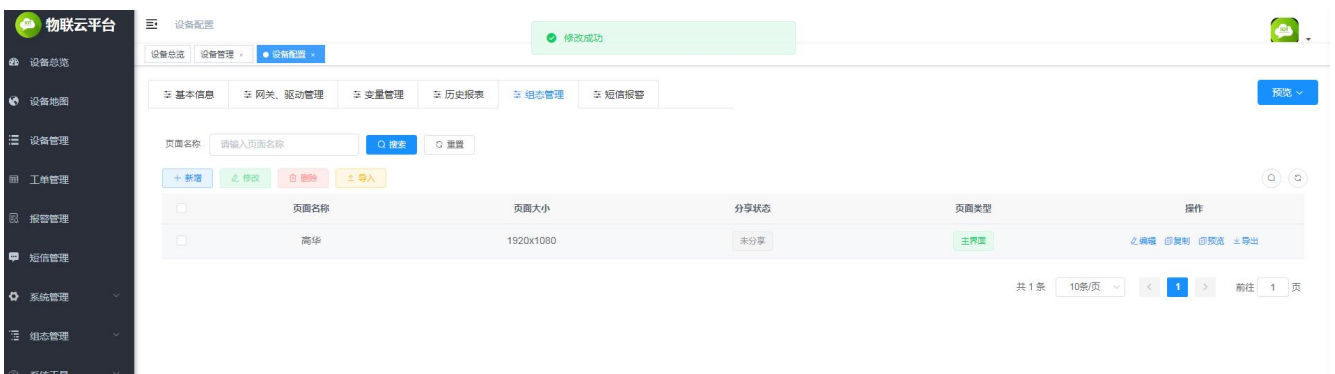 物联云平台
设备配置
修改成功
设备总览 设备管理 × 设备配置 ×
设备总览
设备地图
设备管理
工单管理
报警管理
短信管理
系统管理
组态管理
系统工具
基本信息 网关、驱动管理 变量管理 历史报表 组态管理 短信报警
预览
页面名称 请输入页面名称 搜索 重置
+ 新增 修改 删除 导入
页面名称 页面大小 分享状态 页面类型 操作
高华 1920x1080 未分享 主界面 编辑 复制 预览 导出
共 1 条 10条/页 < 1 > 前往 1 页